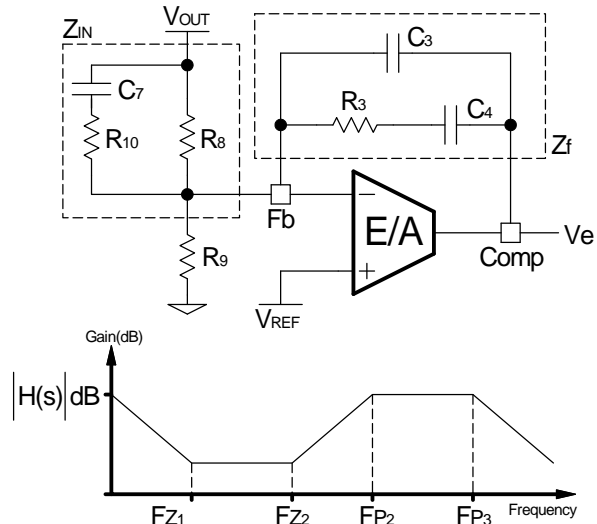 ZIN
VOUT
C3
C7
R3
C4
R10
R8
Zf
Fb
E/A
Ve
R9
Comp
VREF
Gain(dB)
|H(s)| dB
FZ1
FZ2
FP2
FP3
Frequency